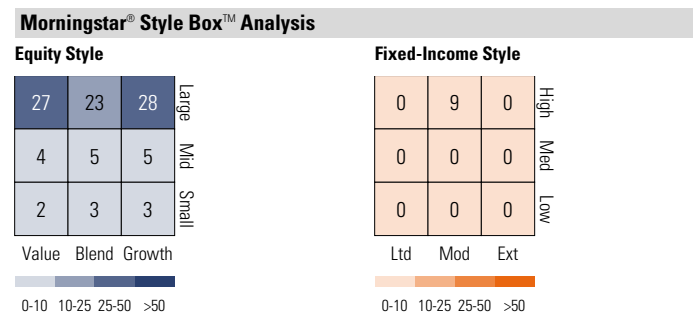 Morningstar® Style Box™ Analysis
Equity Style
27 23 28 Large
4 5 5 Mid
2 3 3 Small
Value Blend Growth
0-10 10-25 25-50 >50
Fixed-Income Style
0 9 0 High
0 0 0 Med
0 0 0 Low
Ltd Mod Ext
0-10 10-25 25-50 >50